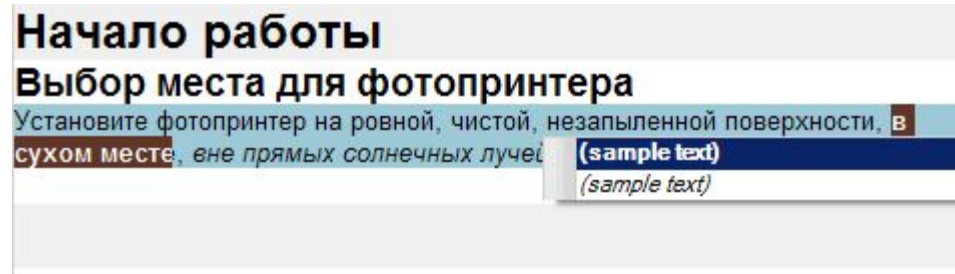 Начало работы
Выбор места для фотопринтера
Установите фотопринтер на ровной, чистой, незапыленной поверхности, в
сухом месте, вне прямых солнечных лучей
(sample text)
(sample text)